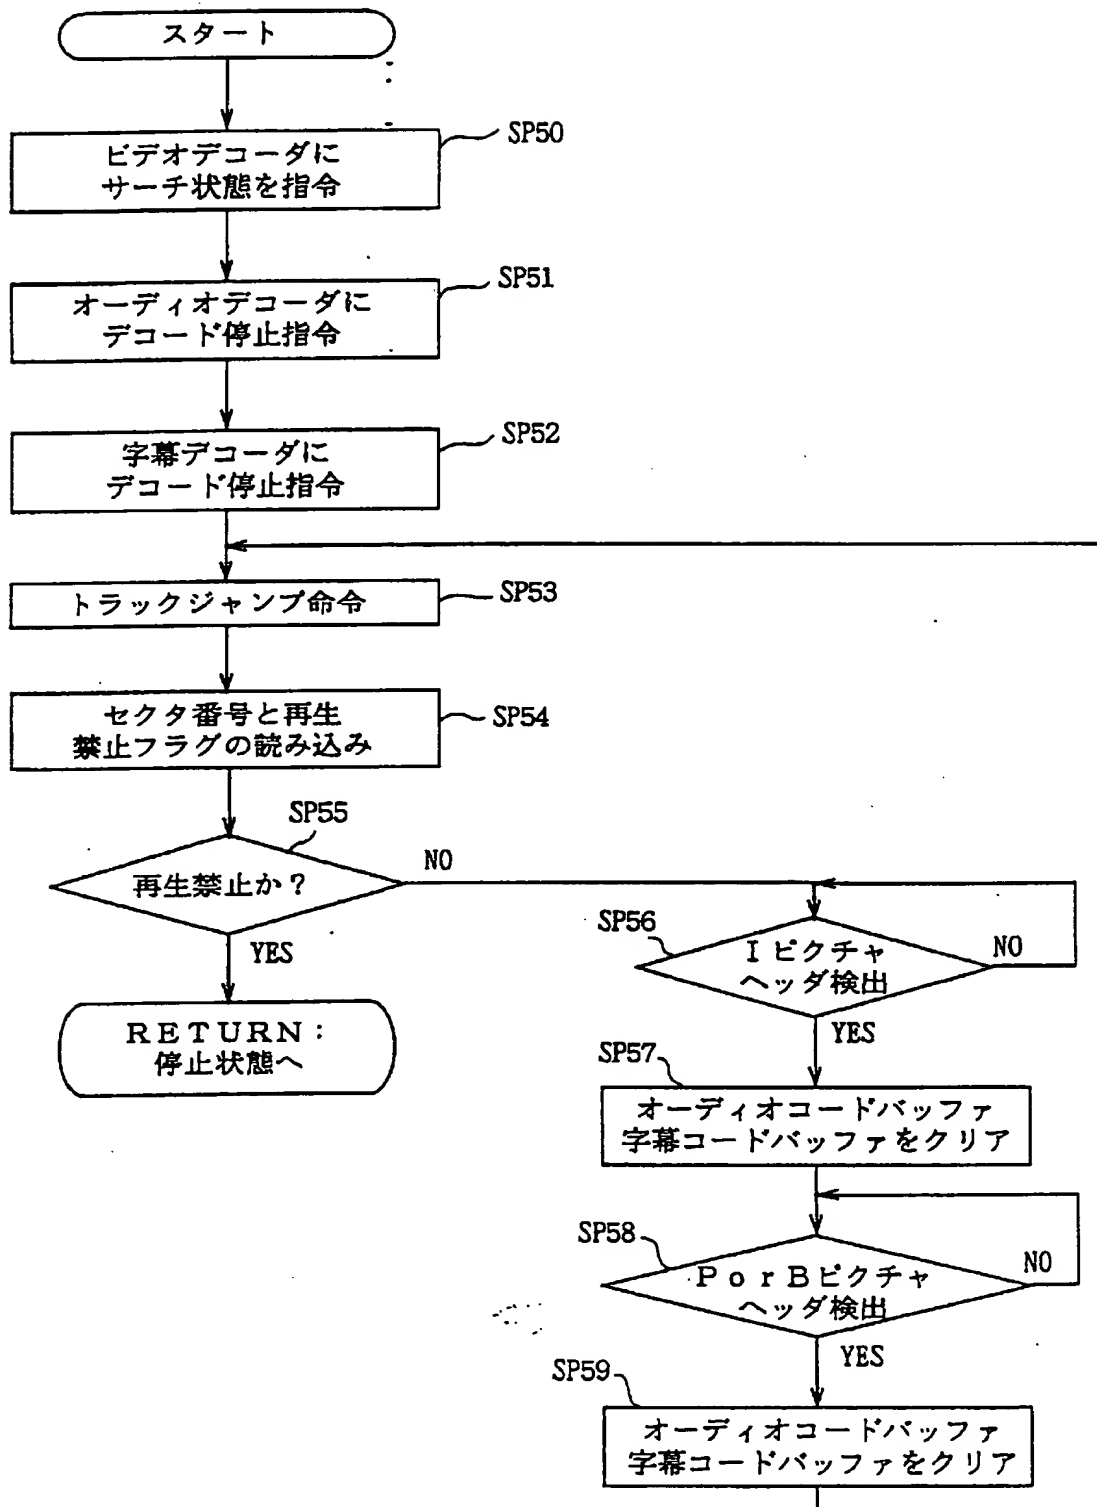 スタート
SP50
ビデオデコーダに
サーチ状態を指令
SP51
オーディオデコーダに
デコード停止指令
SP52
字幕デコーダに
デコード停止指令
SP53
トラックジャンプ命令
SP54
セクタ番号と再生
禁止フラグの読み込み
SP55
再生禁止か?
NO
YES
RETURN:
停止状態へ
SP56
Iピクチャ
ヘッダ検出
NO
YES
SP57
オーディオコードバッファ
字幕コードバッファをクリア
SP58
PorBピクチャ
ヘッダ検出
NO
YES
SP59
オーディオコードバッファ
字幕コードバッファをクリア